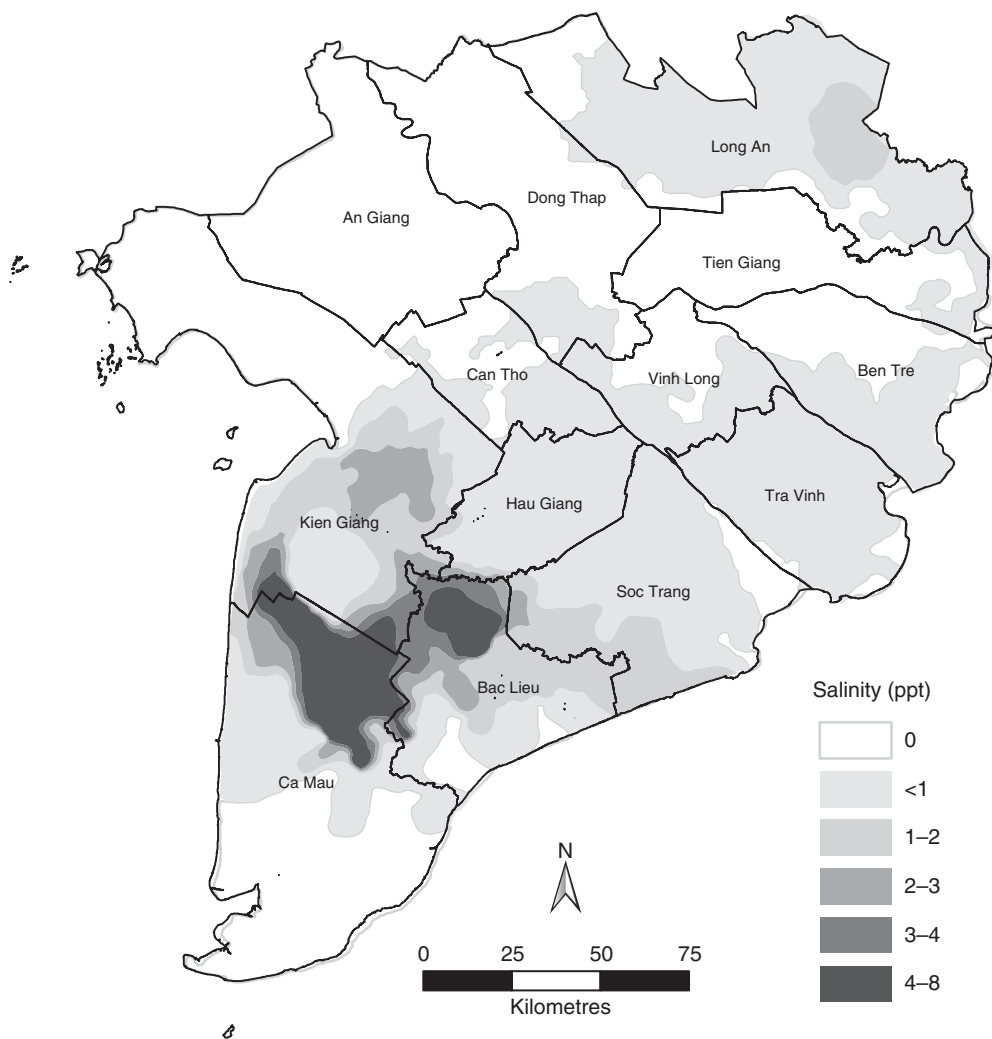 Long An
Dong Thap
An Giang
Tien Giang
Can Tho
Vinh Long
Ben Tre
Tra Vinh
Hau Giang
Kien Giang
Soc Trang
Bac Lieu
Ca Mau
Salinity (ppt)
0
<1
1–2
2–3
3–4
4–8
N
0 25 50 75
Kilometres